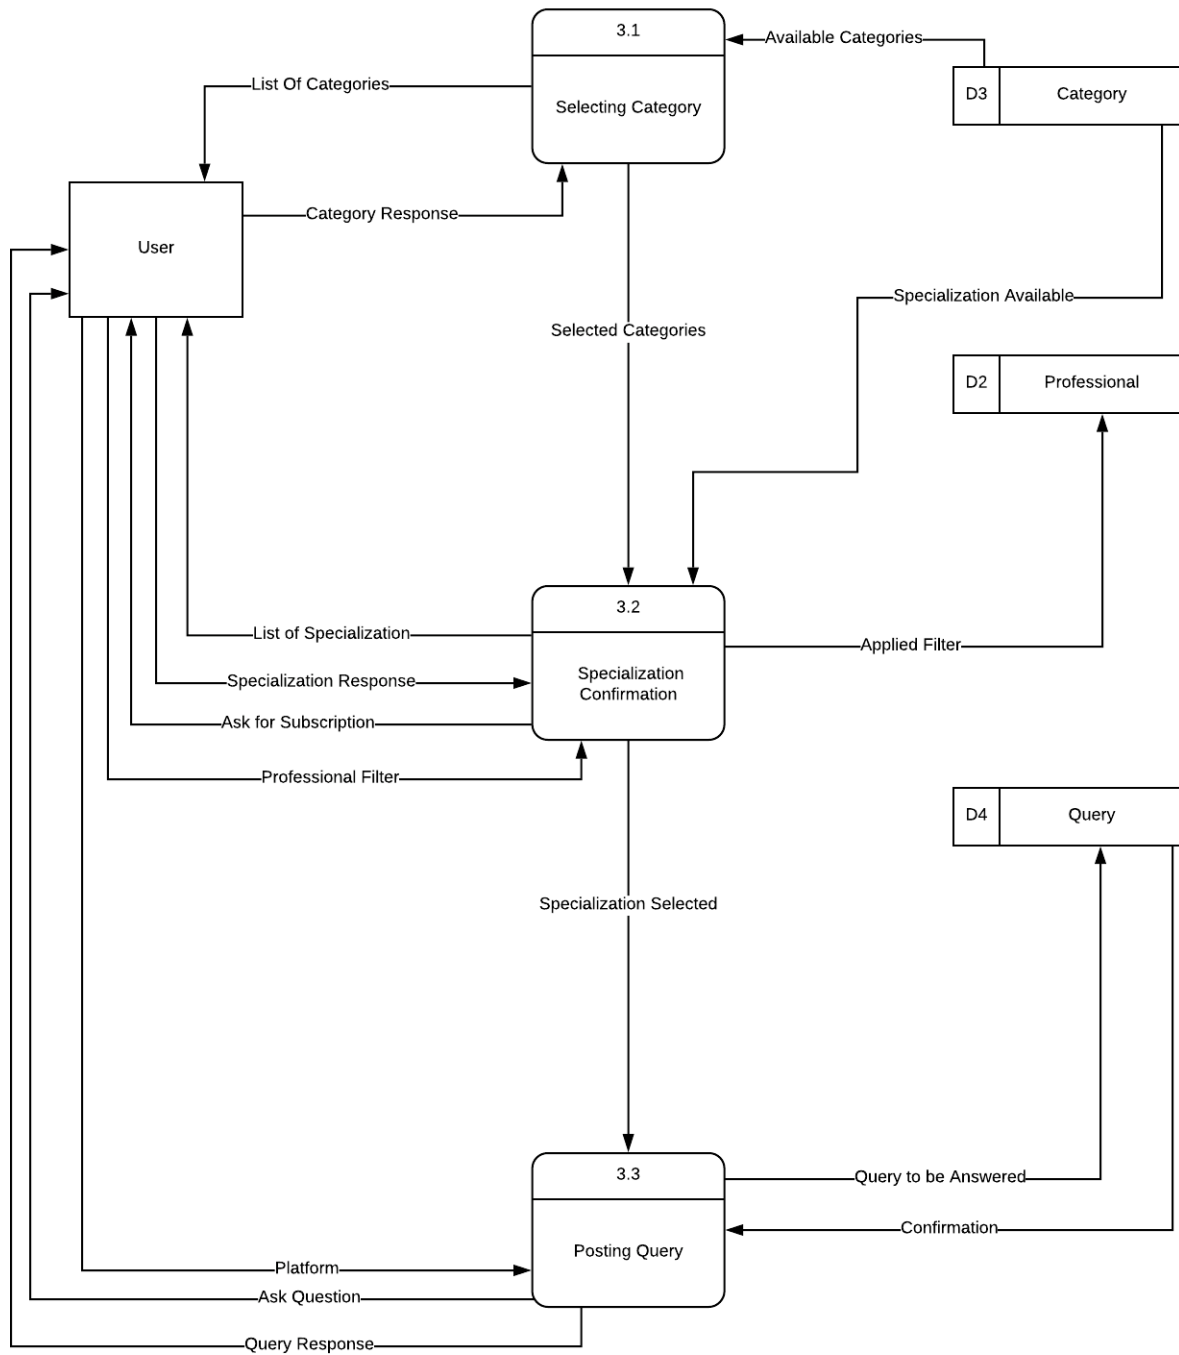 3.1
Available Categories
List Of Categories
Selecting Category
D3
Category
Category Response
User
Specialization Available
Selected Categories
D2
Professional
3.2
List of Specialization
Applied Filter
Specialization
Confirmation
Specialization Response
Ask for Subscription
Professional Filter
D4
Query
Specialization Selected
3.3
Query to be Answered
Confirmation
Posting Query
Platform
Ask Question
Query Response